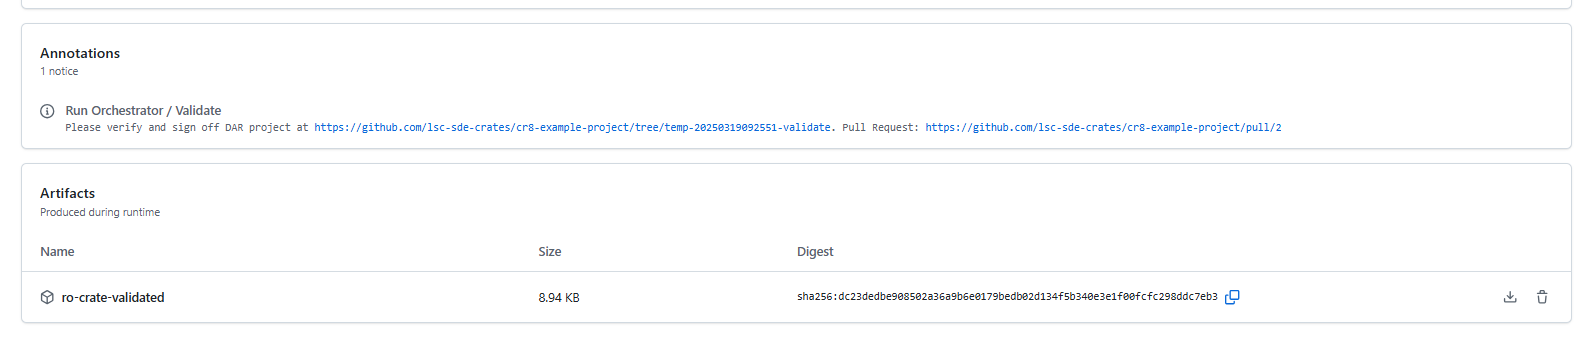 Annotations
1 notice
Run Orchestrator / Validate
Please verify and sign off DAR project at https://github.com/lsc-sde-crates/cr8-example-project/tree/temp-20250319092551-validate. Pull Request: https://github.com/lsc-sde-crates/cr8-example-project/pull/2
Artifacts
Produced during runtime
Name Size Digest
ro-crate-validated 8.94 KB sha256:dc23dedbe908502a36a9b6e0179bedb02d134f5b340e3e1f00fcfc298ddc7eb3